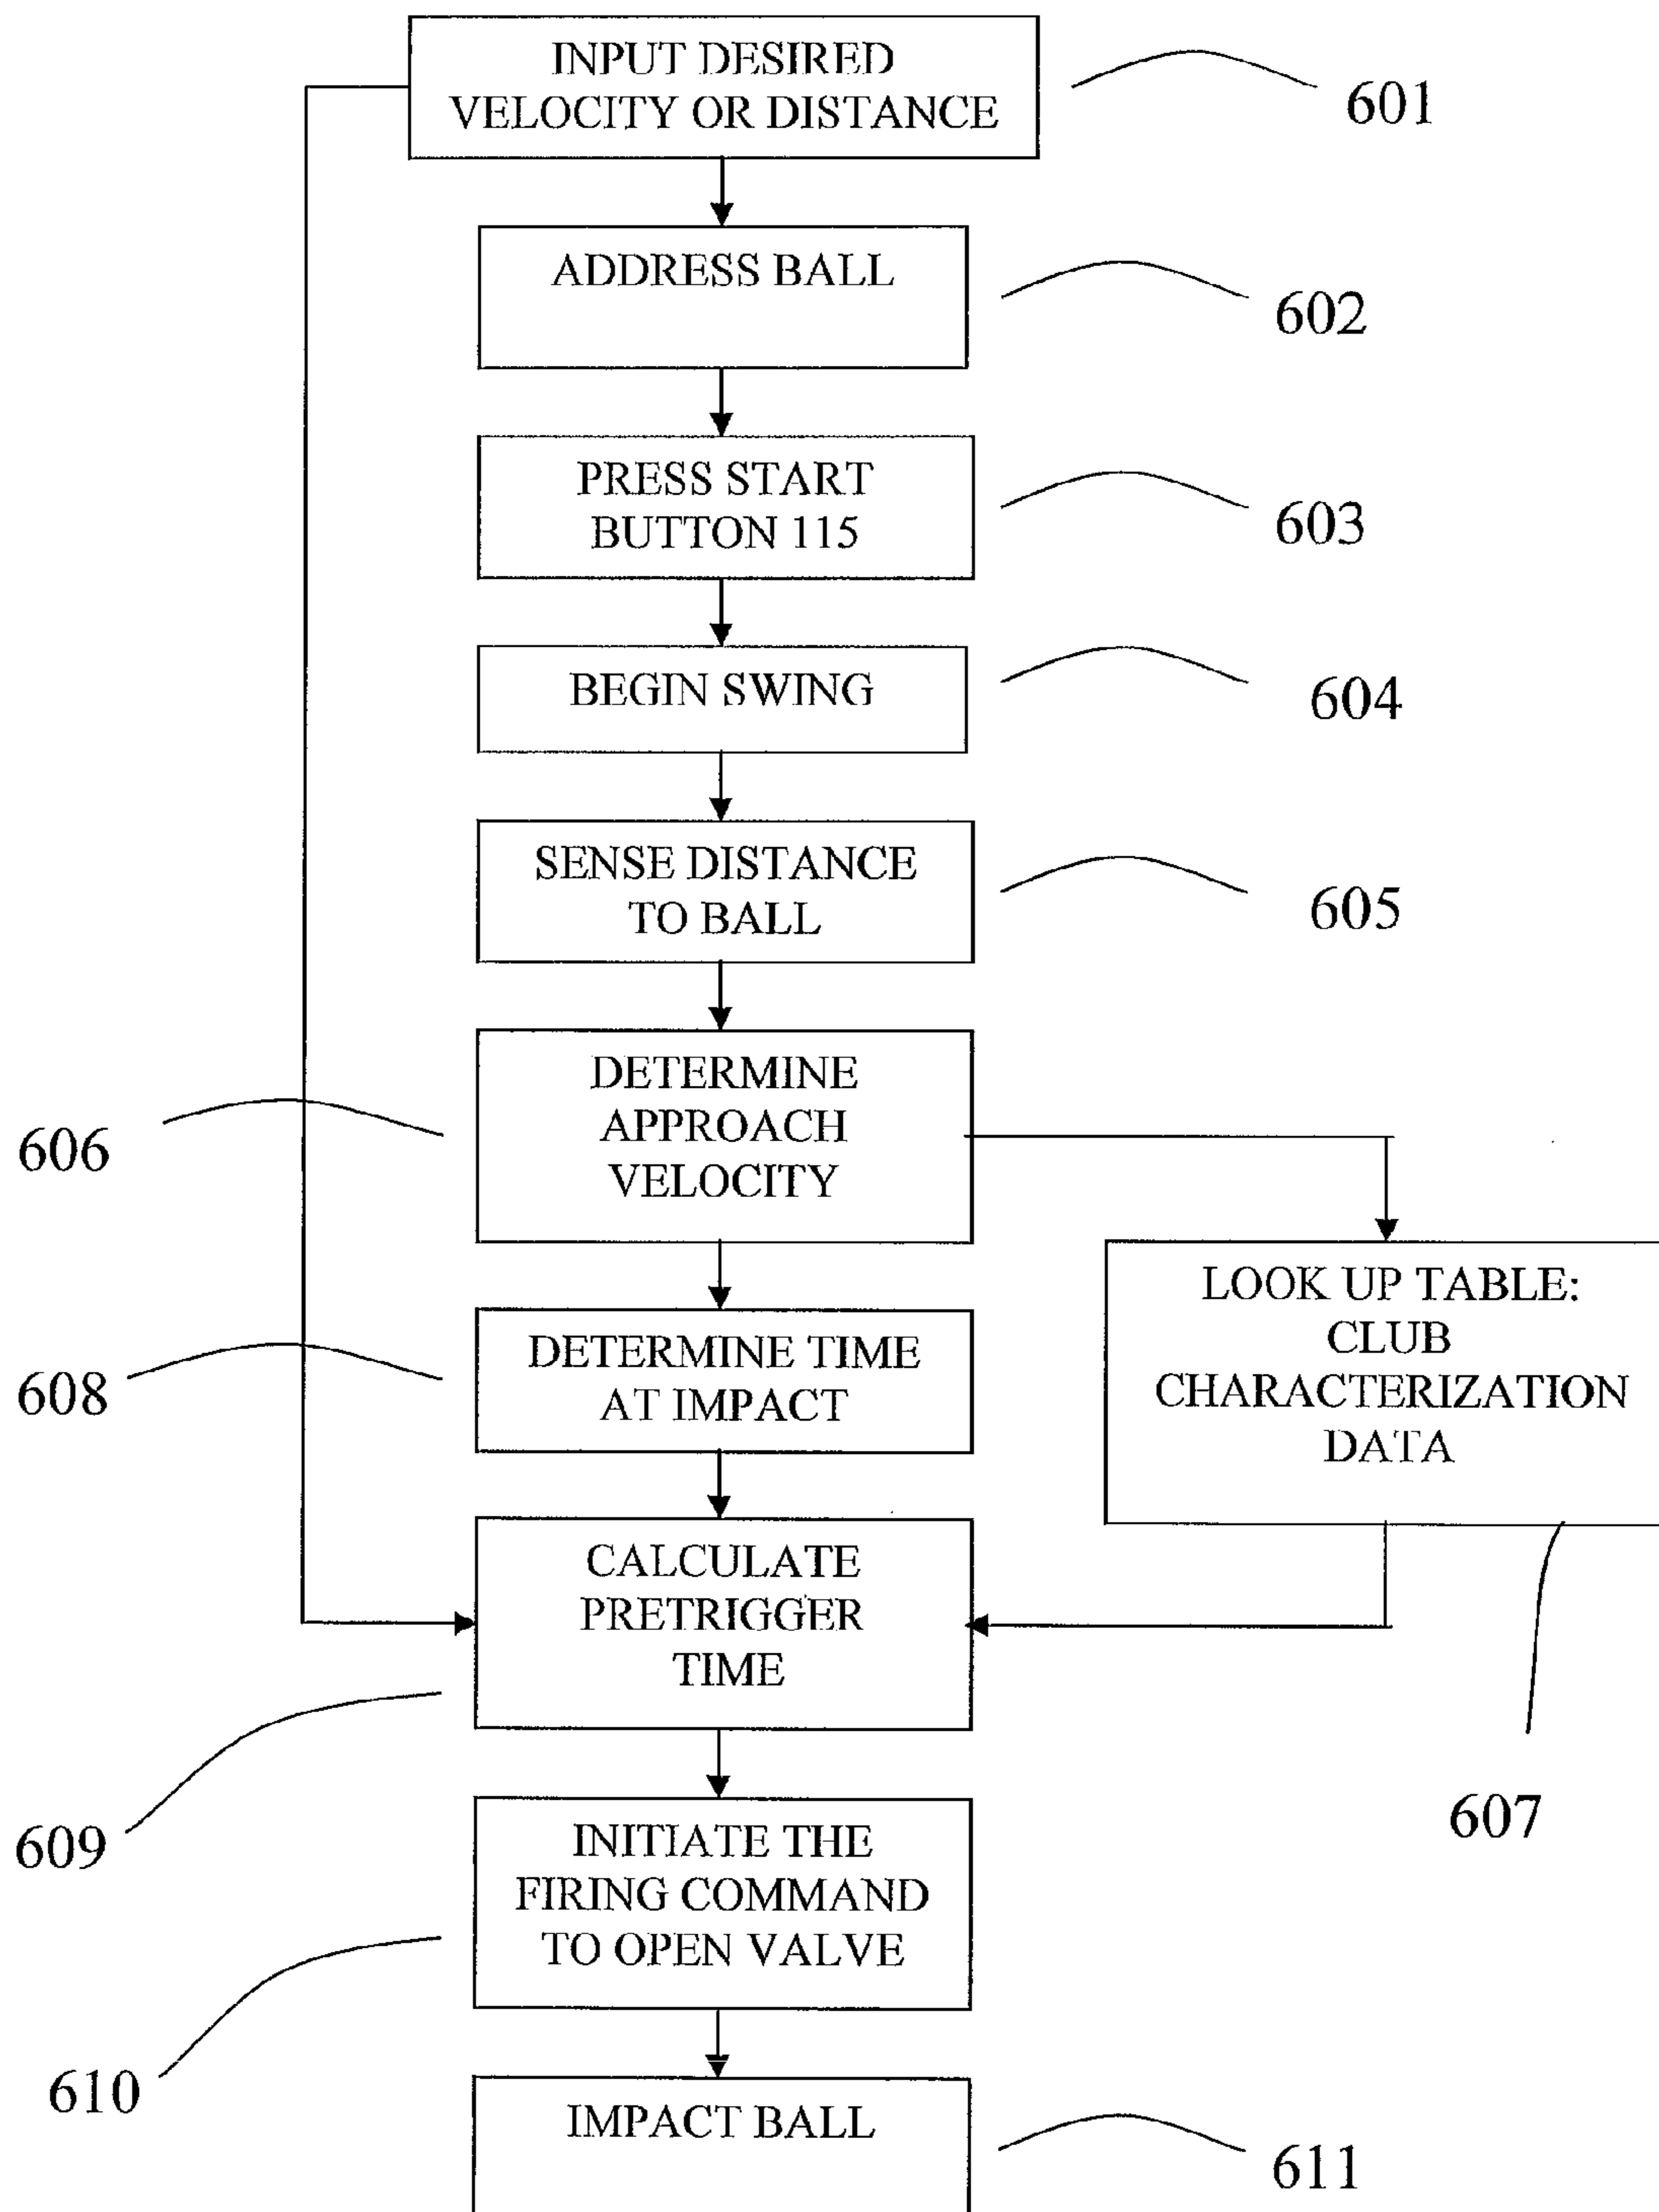 INPUT DESIRED
VELOCITY OR DISTANCE
601
ADDRESS BALL
602
PRESS START
BUTTON 115
603
BEGIN SWING
604
SENSE DISTANCE
TO BALL
605
DETERMINE
APPROACH
VELOCITY
606
LOOK UP TABLE:
CLUB
CHARACTERIZATION
DATA
607
DETERMINE TIME
AT IMPACT
608
CALCULATE
PRETRIGGER
TIME
609
INITIATE THE
FIRING COMMAND
TO OPEN VALVE
610
IMPACT BALL
611